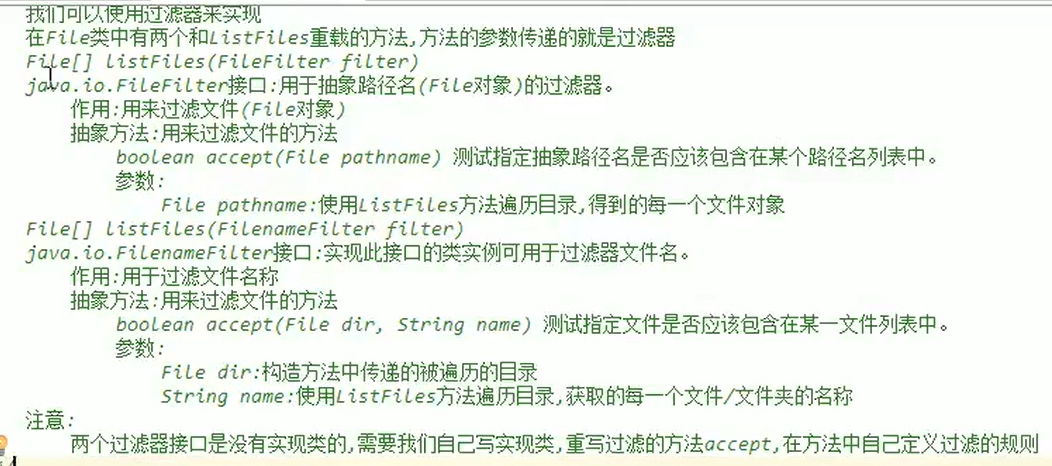 我们可以使用过滤器来实现
在File类中有两个和ListFiles重载的方法,方法的参数传递的就是过滤器
File[] listFiles(FileFilter filter)
java.io.FileFilter接口:用于抽象路径名(File对象)的过滤器。
作用:用来过滤文件(File对象)
抽象方法:用来过滤文件的方法
boolean accept(File pathname) 测试指定抽象路径名是否应该包含在某个路径名列表中。
参数:
File pathname:使用ListFiles方法遍历目录,得到的每一个文件对象
File[] listFiles(FilenameFilter filter)
java.io.FilenameFilter接口:实现此接口的类实例可用于过滤器文件名。
作用:用于过滤文件名称
抽象方法:用来过滤文件的方法
boolean accept(File dir, String name) 测试指定文件是否应该包含在某一文件列表中。
参数:
File dir:构造方法中传递的被遍历的目录
String name:使用ListFiles方法遍历目录,获取的每一个文件/文件夹的名称
注意:
两个过滤器接口是没有实现类的,需要我们自己写实现类,重写过滤的方法accept,在方法中自己定义过滤的规则